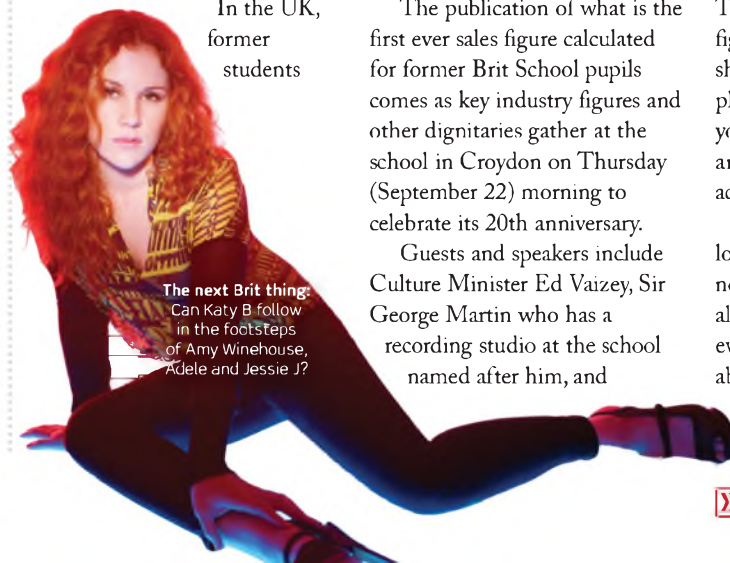 In the UK,
former
students
The next Brit thing:
Can Katy B follow
in the footsteps
of Amy Winehouse,
Adele and Jessie J?
The publication of what is the
first ever sales figure calculated
for former Brit School pupils
comes as key industry figures and
other dignitaries gather at the
school in Croydon on Thursday
(September 22) morning to
celebrate its 20th anniversary.
Guests and speakers include
Culture Minister Ed Vaizey, Sir
George Martin who has a
recording studio at the school
named after him, and